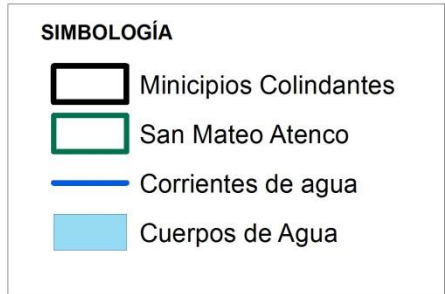 SIMBOLOGÍA
Minicipios Colindantes
San Mateo Atenco
Corrientes de agua
Cuerpos de Agua